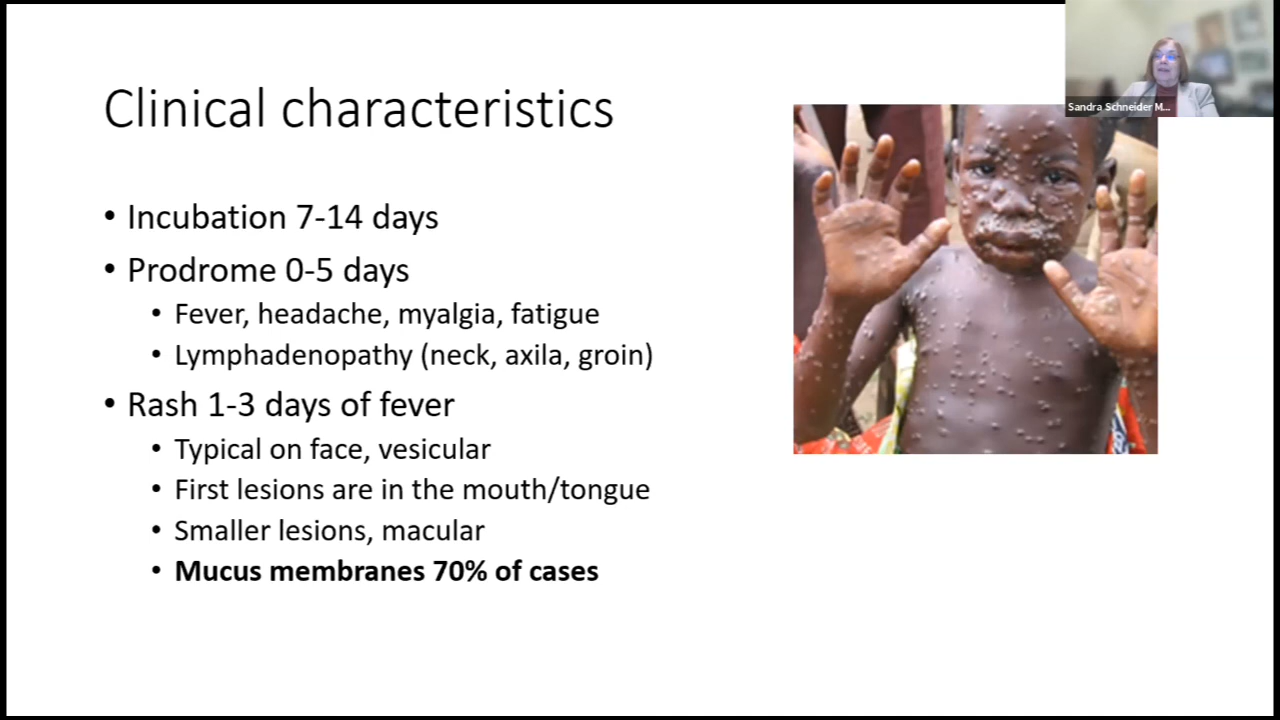 Sandra Schneider M...
Clinical characteristics
• Incubation 7-14 days
• Prodrome 0-5 days
• Fever, headache, myalgia, fatigue
• Lymphadenopathy (neck, axila, groin)
• Rash 1-3 days of fever
• Typical on face, vesicular
• First lesions are in the mouth/tongue
• Smaller lesions, macular
• Mucus membranes 70% of cases